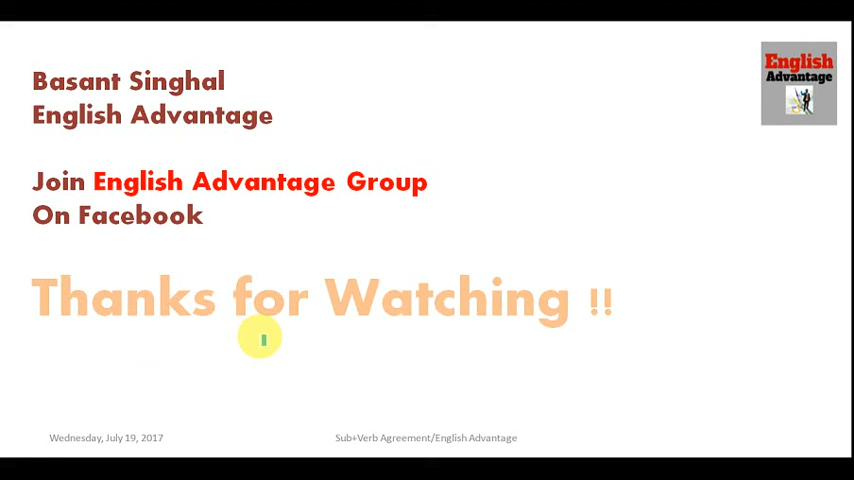 Basant Singhal
English Advantage
Join English Advantage Group
On Facebook
Thanks for Watching !!
English
Advantage
Wednesday, July 19, 2017
Sub+Verb Agreement/English Advantage